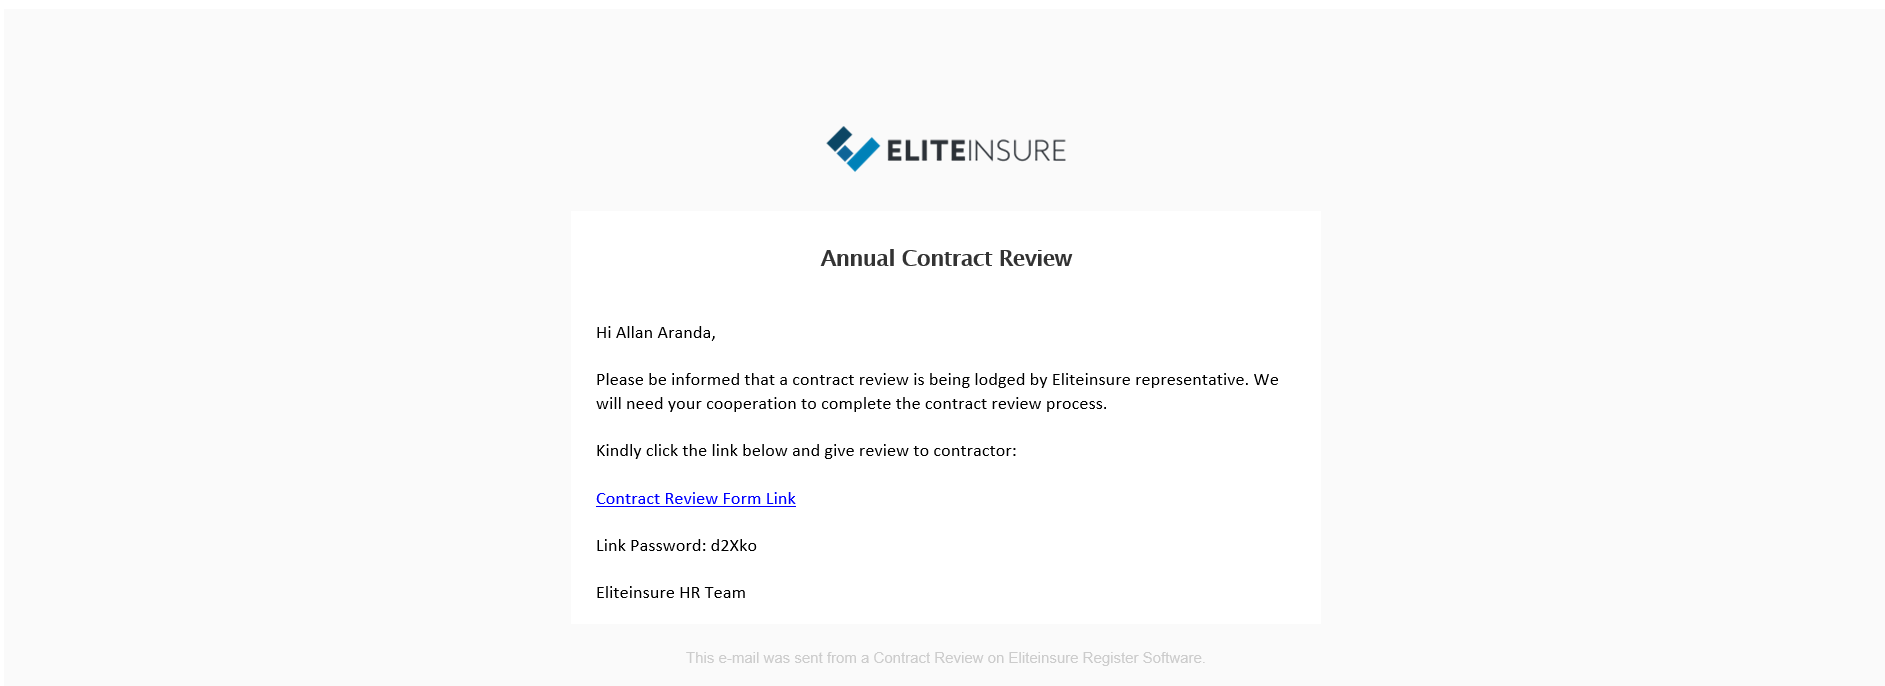 ELITEINSURE
Annual Contract Review
Hi Allan Aranda,
Please be informed that a contract review is being lodged by Eliteinsure representative. We
will need your cooperation to complete the contract review process.
Kindly click the link below and give review to contractor:
Contract Review Form Link
Link Password: d2Xko
Eliteinsure HR Team
This e-mail was sent from a Contract Review on Eliteinsure Register Software.